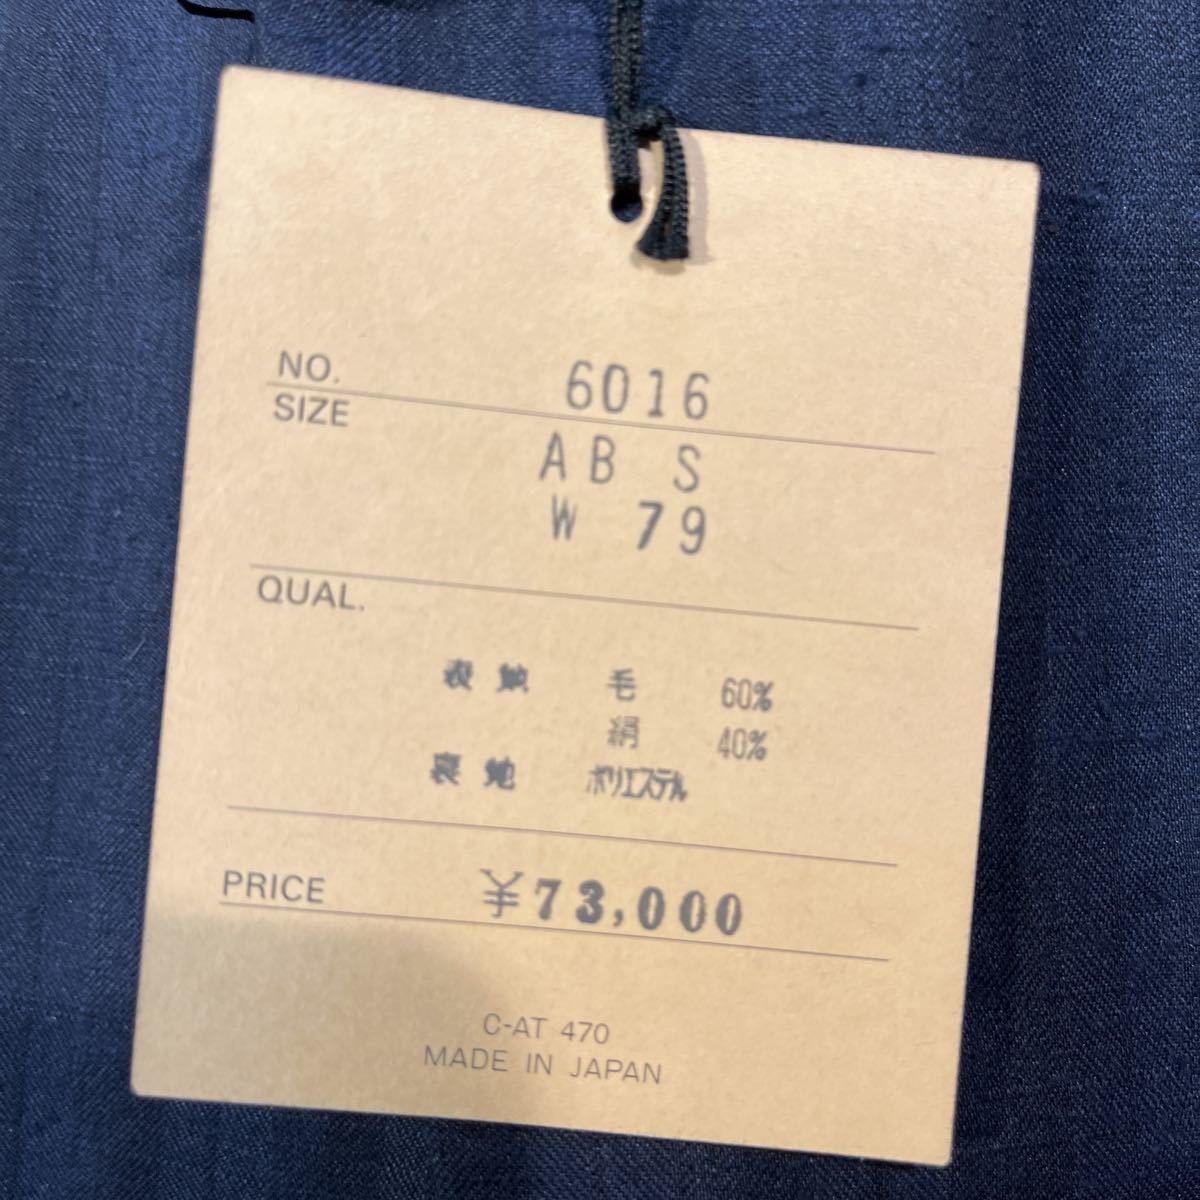 NO. 6016
SIZE AB S
W 79
QUAL.
表地 毛 60%
絹 40%
裏地 ポリエステル
PRICE ¥73,000
C-AT 470
MADE IN JAPAN